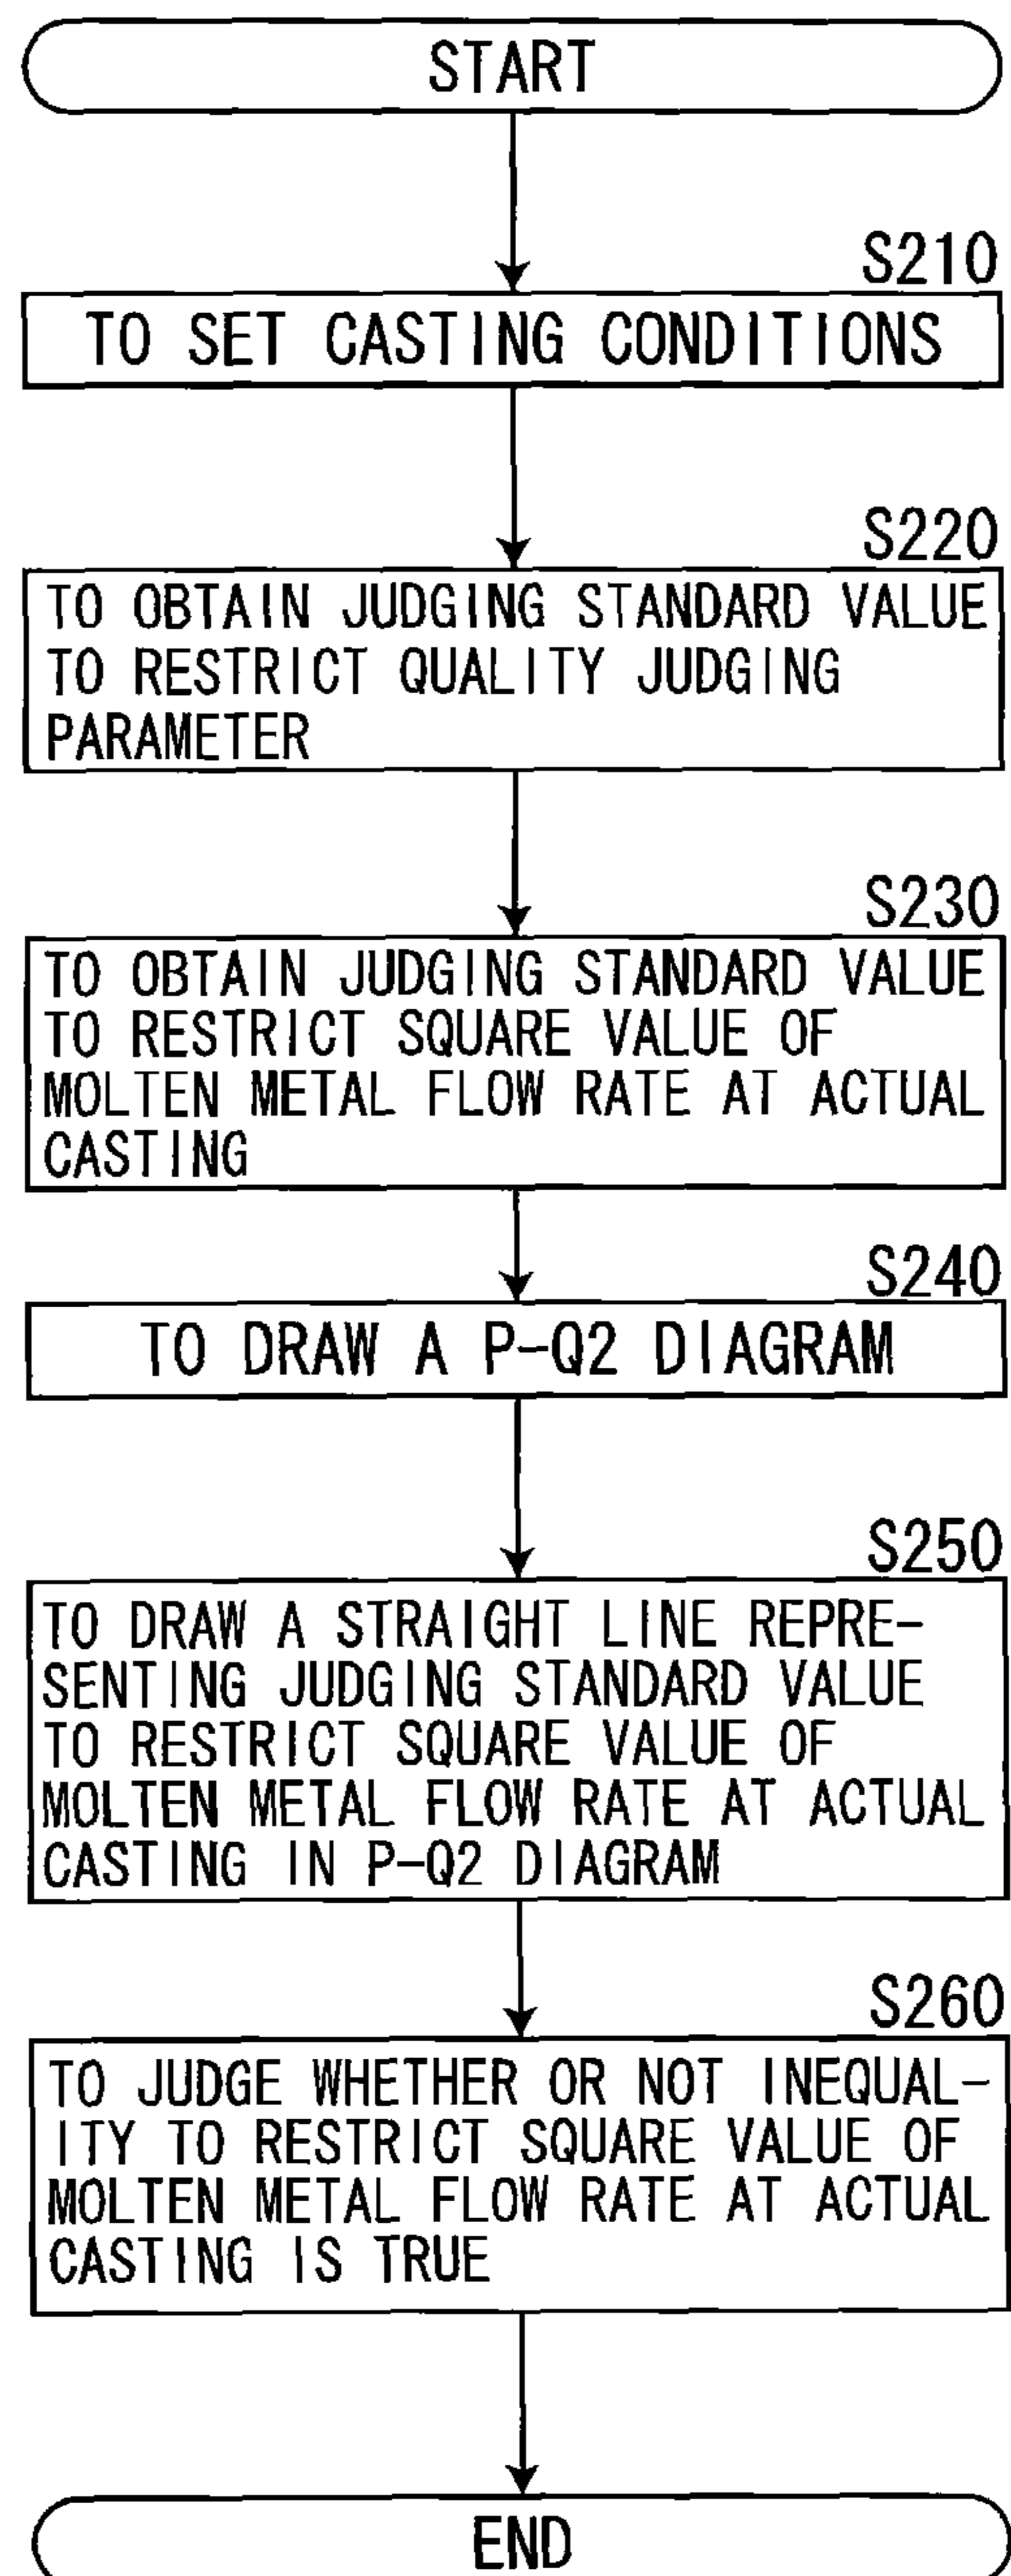 START
S210
TO SET CASTING CONDITIONS
S220
TO OBTAIN JUDGING STANDARD VALUE
TO RESTRICT QUALITY JUDGING
PARAMETER
S230
TO OBTAIN JUDGING STANDARD VALUE
TO RESTRICT SQUARE VALUE OF
MOLTEN METAL FLOW RATE AT ACTUAL
CASTING
S240
TO DRAW A P-Q2 DIAGRAM
S250
TO DRAW A STRAIGHT LINE REPRE-
SENTING JUDGING STANDARD VALUE
TO RESTRICT SQUARE VALUE OF
MOLTEN METAL FLOW RATE AT ACTUAL
CASTING IN P-Q2 DIAGRAM
S260
TO JUDGE WHETHER OR NOT INEQUAL-
ITY TO RESTRICT SQUARE VALUE OF
MOLTEN METAL FLOW RATE AT ACTUAL
CASTING IS TRUE
END